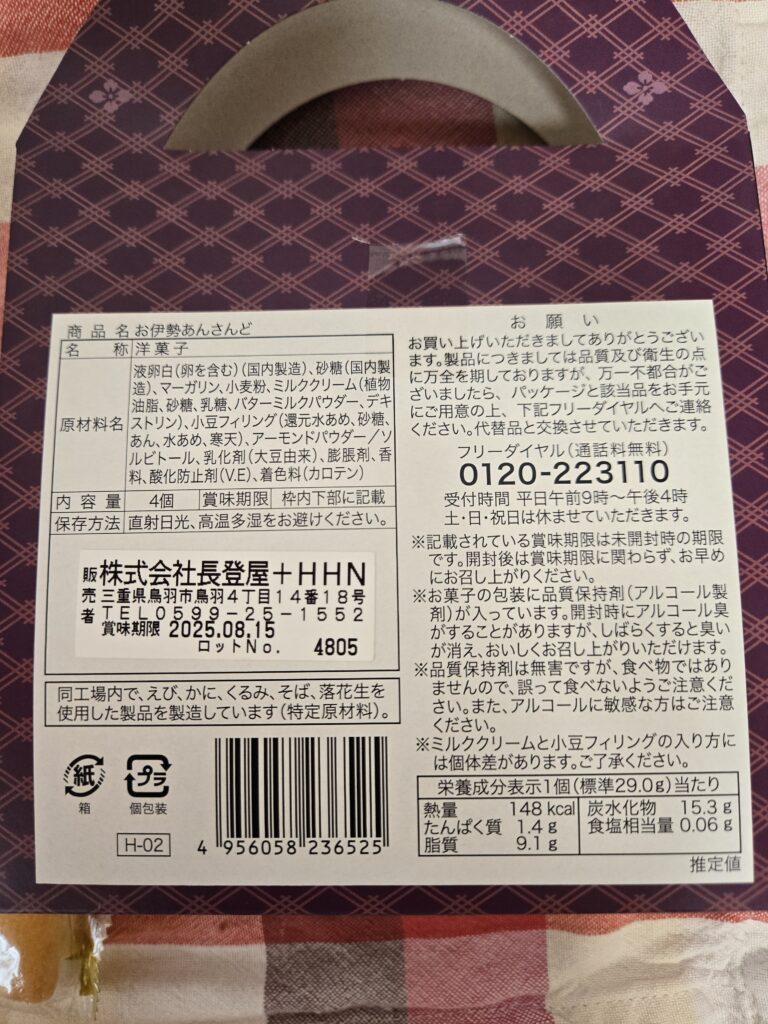 商品名 お伊勢あんさんど
名称 洋菓子
原材料名
液卵白(卵を含む)(国内製造)、砂糖(国内製
造)、マーガリン、小麦粉、ミルククリーム(植物
油脂、砂糖、乳糖、バターミルクパウダー、デキ
ストリン)、小豆フィリング(還元水あめ、砂糖、
あん、水あめ、寒天)、アーモンドパウダー/ソ
ルビトール、乳化剤(大豆由来)、膨脹剤、香
料、酸化防止剤(V.E)、着色料(カロテン)
内容量 4個 賞味期限 枠内下部に記載
保存方法 直射日光、高温多湿をお避けください。
販売者
株式会社長登屋+HHN
三重県鳥羽市鳥羽4丁目14番18号
TEL0599-25-1552
賞味期限 2025.08.15
ロットNo. 4805
同工場内で、えび、かに、くるみ、そば、落花生を
使用した製品を製造しています(特定原材料)。
紙
箱
プラ
個包装
H-02
4 956058 236525
お願い
お買い上げいただきましてありがとうござい
ます。製品につきましては品質及び衛生の点
に万全を期しておりますが、万一不都合がご
ざいましたら、パッケージと該当品をお手元
にご用意の上、下記フリーダイヤルへご連絡
ください。代替品と交換させていただきます。
フリーダイヤル(通話料無料)
0120-223110
受付時間 平日午前9時~午後4時
土・日・祝日は休ませていただきます。
※記載されている賞味期限は未開封時の期限
です。開封後は賞味期限に関わらず、お早め
にお召し上がりください。
※お菓子の包装に品質保持剤(アルコール製
剤)が入っています。開封時にアルコール臭
がすることがありますが、しばらくすると臭い
が消え、おいしくお召し上がりいただけます。
※品質保持剤は無害ですが、食べ物ではあり
ませんので、誤って食べないようご注意くだ
さい。また、アルコールに敏感な方はご注意
ください。
※ミルククリームと小豆フィリングの入り方に
は個体差があります。ご了承ください。
栄養成分表示1個(標準29.0g)当たり
熱量 148 kcal 炭水化物 15.3 g
たんぱく質 1.4 g 食塩相当量 0.06 g
脂質 9.1 g
推定値